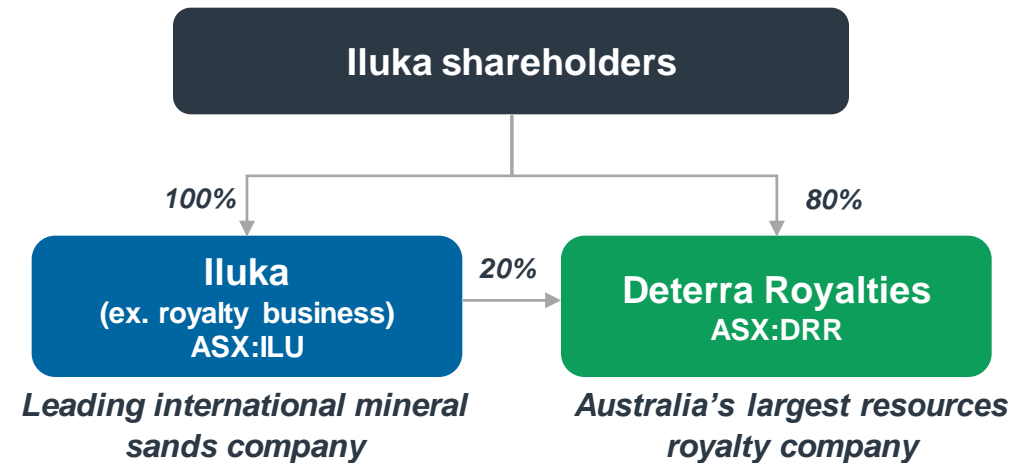 Iluka shareholders
100%
80%
Iluka
(ex. royalty business)
ASX:ILU
20%
Deterra Royalties
ASX:DRR
Leading international mineral
sands company
Australia's largest resources
royalty company